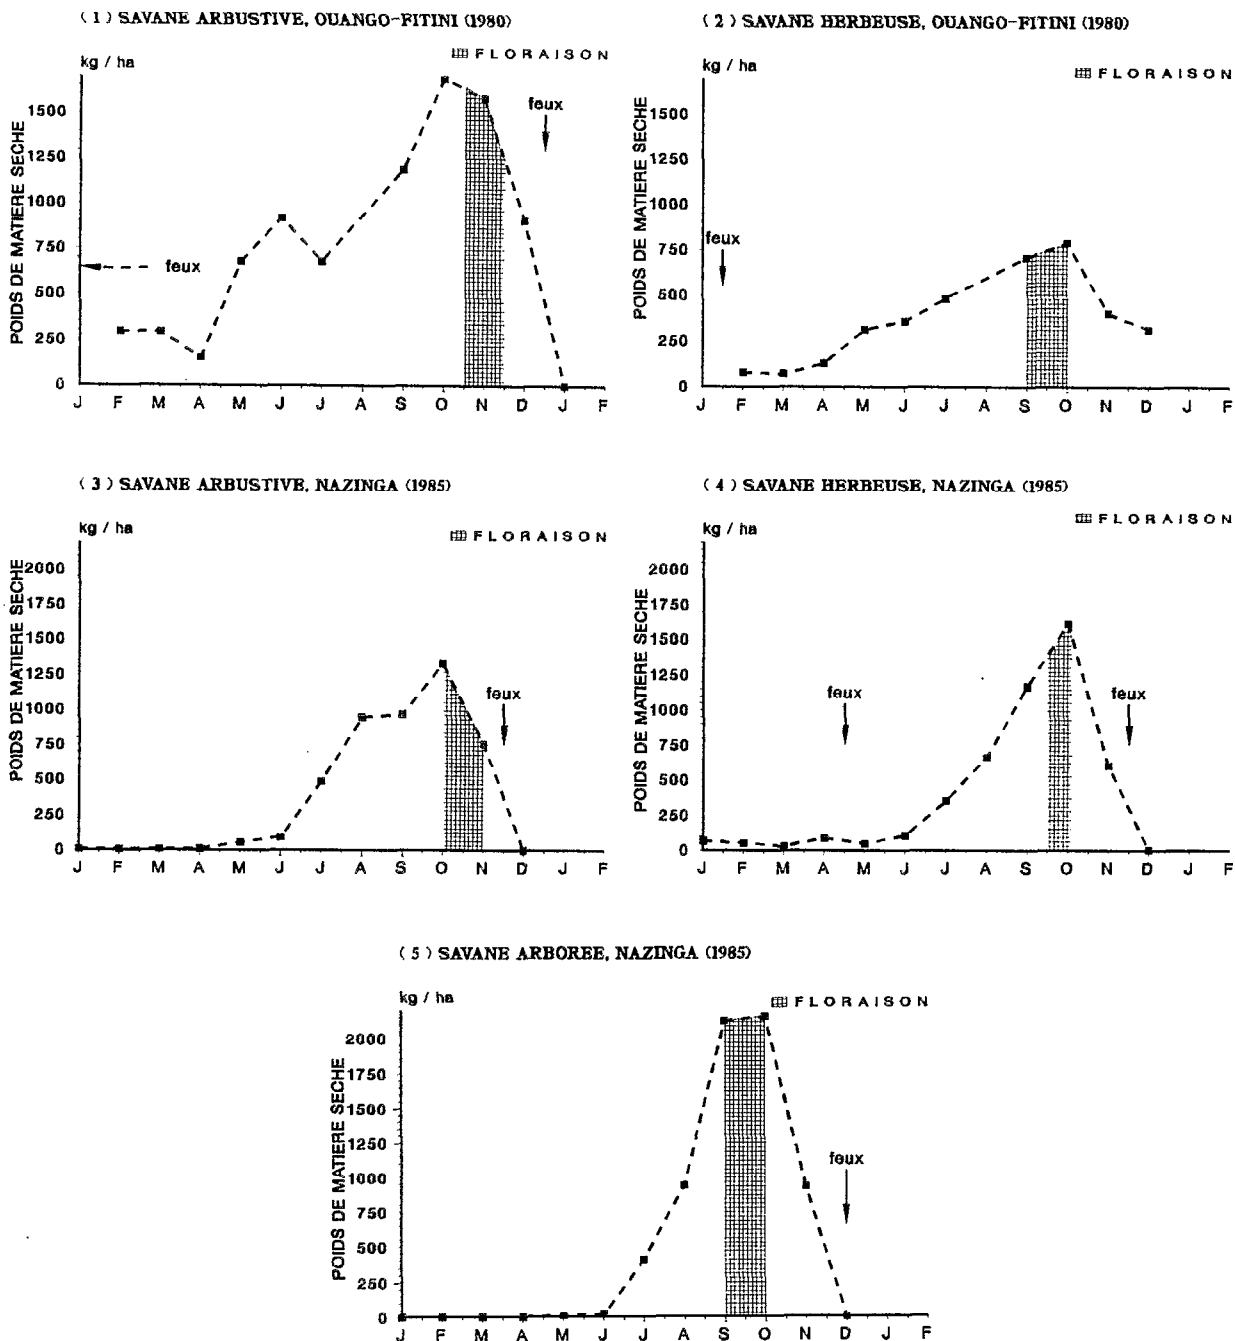 ( 1 ) SAVANE ARBUSTIVE, OUANGO-FITINI (1980)
FLORAISON
kg / ha
POIDS DE MATIERE SECHE
1500
1250
1000
750
500
250
0
feux
feux
J F M A M J J A S O N D J F
( 2 ) SAVANE HERBEUSE, OUANGO-FITINI (1980)
FLORAISON
kg / ha
POIDS DE MATIERE SECHE
1500
1250
1000
750
500
250
0
feux
J F M A M J J A S O N D J F
( 3 ) SAVANE ARBUSTIVE, NAZINGA (1985)
FLORAISON
kg / ha
POIDS DE MATIERE SECHE
2000
1750
1500
1250
1000
750
500
250
0
feux
J F M A M J J A S O N D J F
( 4 ) SAVANE HERBEUSE, NAZINGA (1985)
FLORAISON
kg / ha
POIDS DE MATIERE SECHE
2000
1750
1500
1250
1000
750
500
250
0
feux
feux
J F M A M J J A S O N D J F
( 5 ) SAVANE ARBOREE, NAZINGA (1985)
FLORAISON
kg / ha
POIDS DE MATIERE SECHE
2000
1750
1500
1250
1000
750
500
250
0
feux
J F M A M J J A S O N D J F